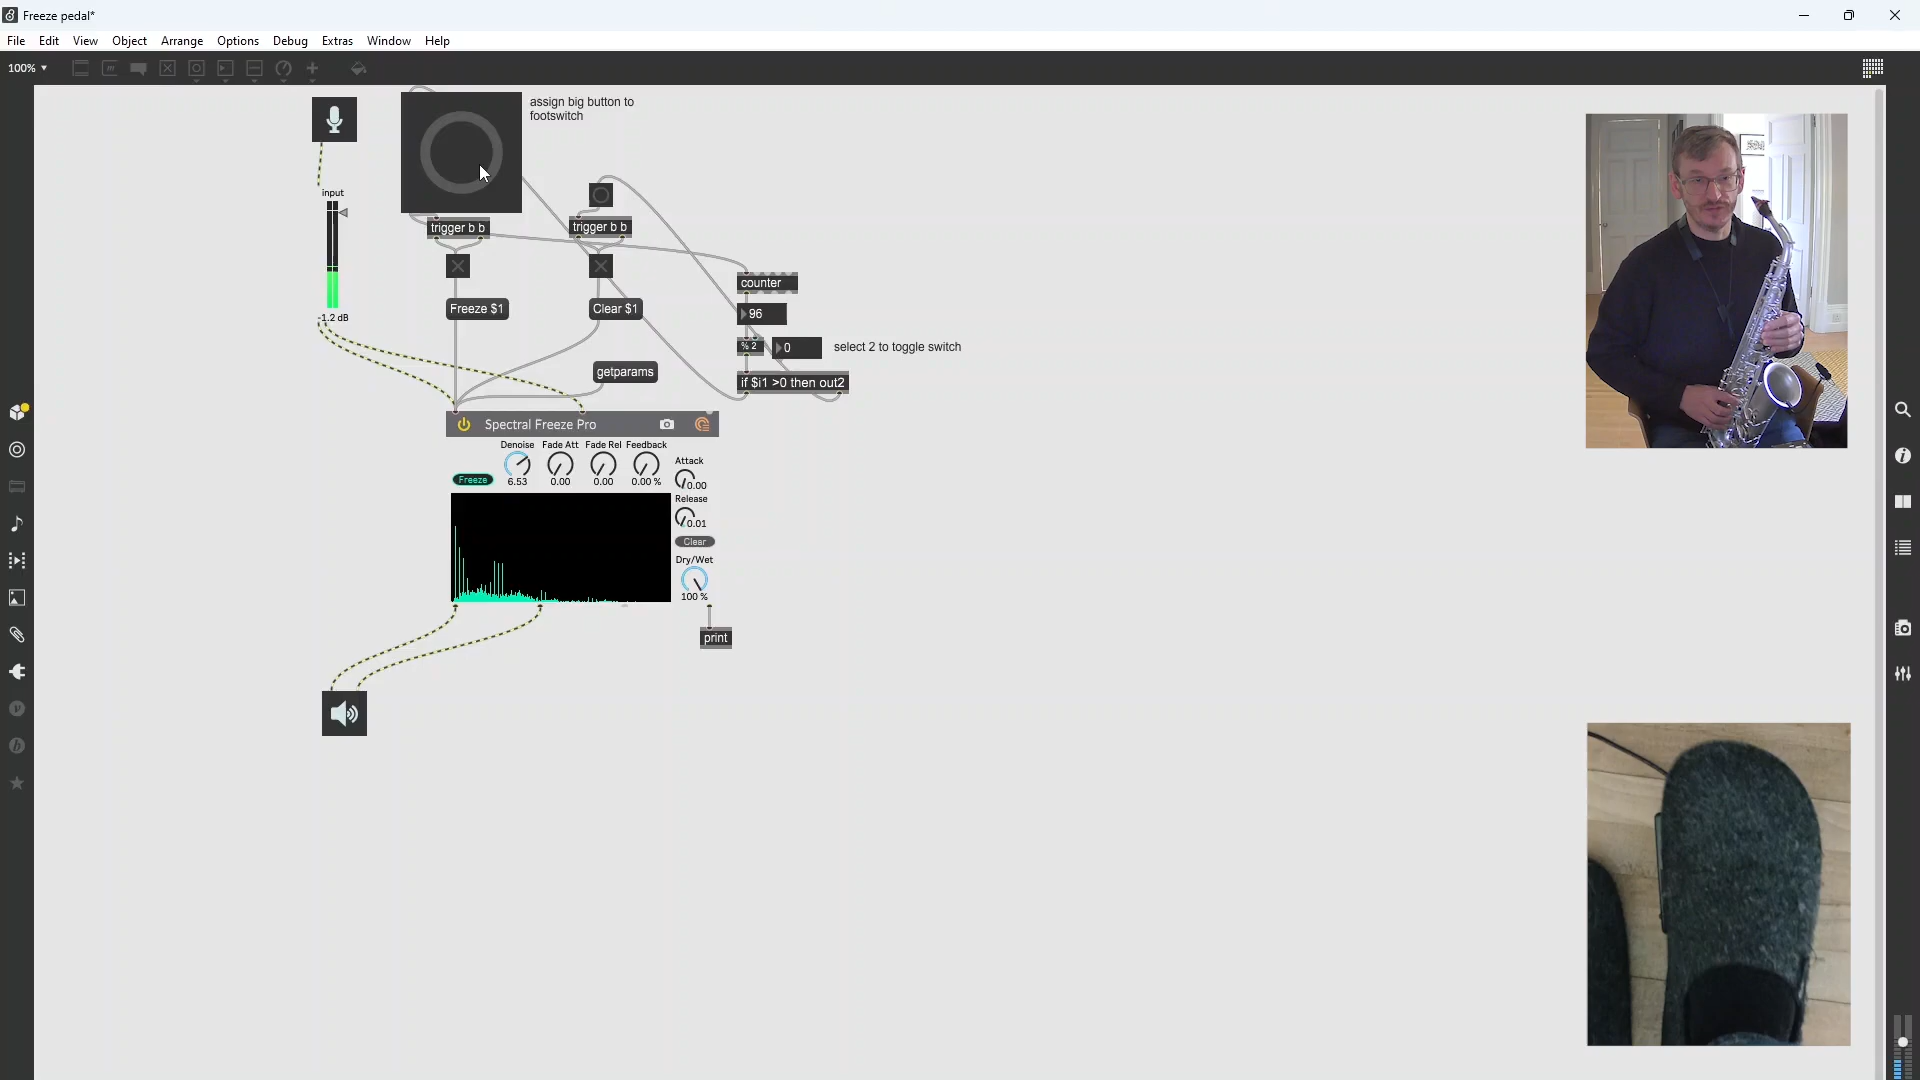 Freeze pedal*
File Edit View Object Arrange Options Debug Extras Window Help
100%
assign big button to
footswitch
input
trigger b b
trigger b b
counter
Freeze $1
Clear $1
96
-1.2 dB
% 2
0
select 2 to toggle switch
getparams
if $i1 >0 then out2
Spectral Freeze Pro
Denoise Fade Att Fade Rel Feedback
Attack
Freeze
6.53 0.00 0.00 0.00 %
0.00
Release
0.01
Clear
Dry/Wet
100 %
print